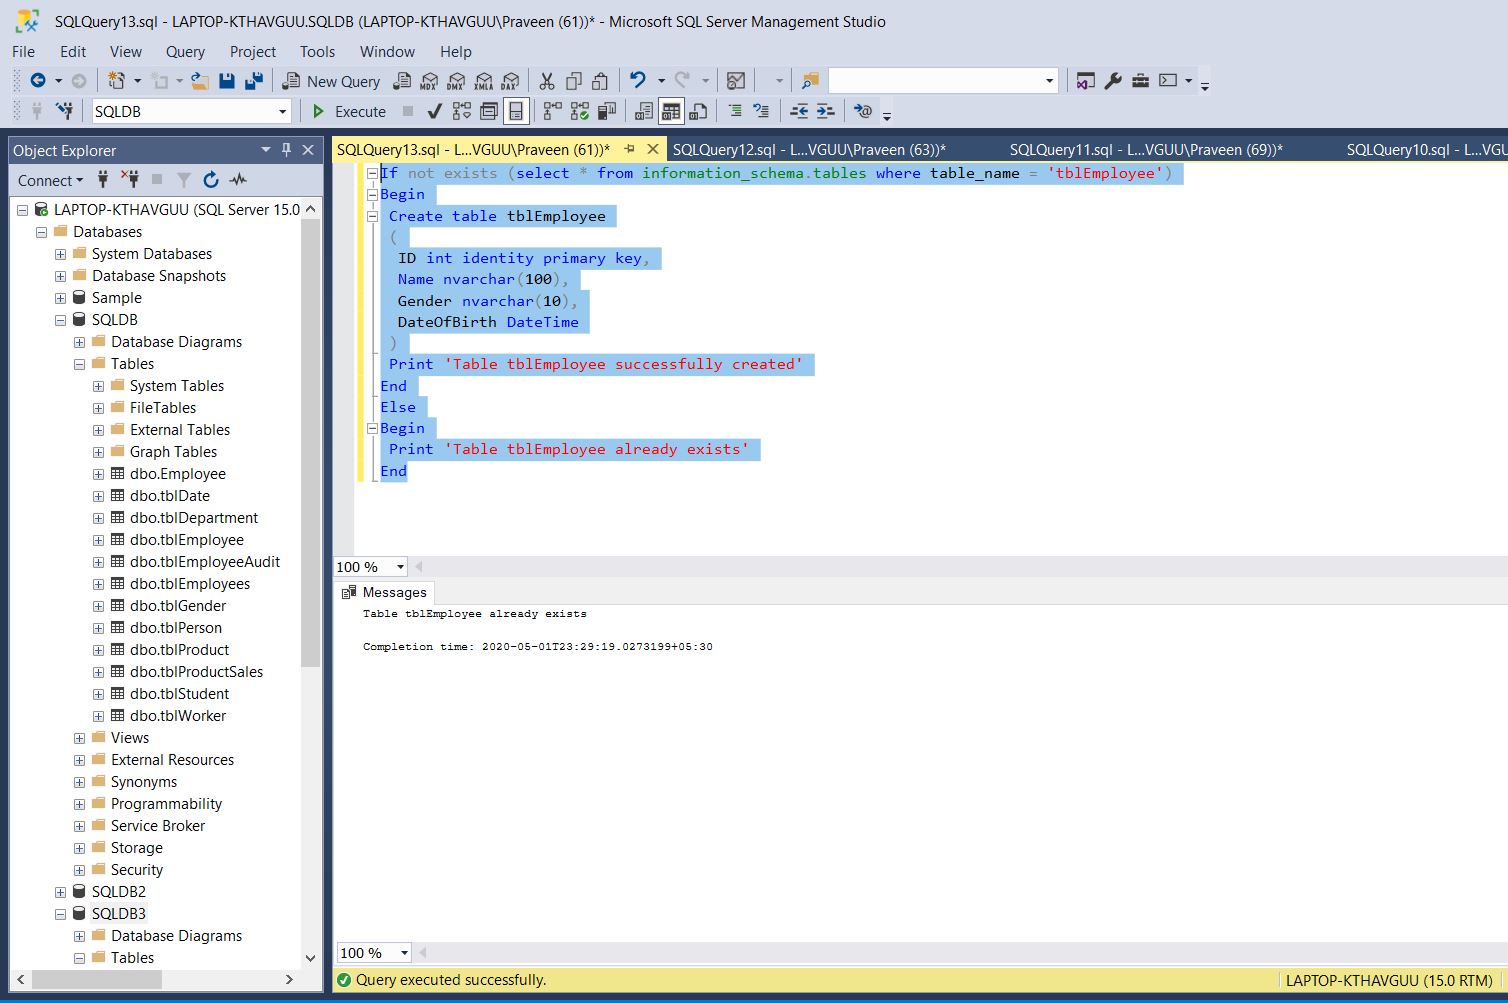 SQLQuery13.sql - LAPTOP-KTHAVGUU.SQLDB (LAPTOP-KTHAVGUU\Praveen (61))* - Microsoft SQL Server Management Studio
File Edit View Query Project Tools Window Help
New Query MDX DMX XMLA DAX
SQLDB Execute
Object Explorer
Connect
LAPTOP-KTHAVGUU (SQL Server 15.0
Databases
System Databases
Database Snapshots
Sample
SQLDB
Database Diagrams
Tables
System Tables
FileTables
External Tables
Graph Tables
dbo.Employee
dbo.tblDate
dbo.tblDepartment
dbo.tblEmployee
dbo.tblEmployeeAudit
dbo.tblEmployees
dbo.tblGender
dbo.tblPerson
dbo.tblProduct
dbo.tblProductSales
dbo.tblStudent
dbo.tblWorker
Views
External Resources
Synonyms
Programmability
Service Broker
Storage
Security
SQLDB2
SQLDB3
Database Diagrams
Tables
SQLQuery13.sql - L...VGUU\Praveen (61))* SQLQuery12.sql - L...VGUU\Praveen (63))* SQLQuery11.sql - L...VGUU\Praveen (69))* SQLQuery10.sql - L...VGU
If not exists (select * from information_schema.tables where table_name = 'tblEmployee')
Begin
Create table tblEmployee
(
ID int identity primary key,
Name nvarchar(100),
Gender nvarchar(10),
DateOfBirth DateTime
)
Print 'Table tblEmployee successfully created'
End
Else
Begin
Print 'Table tblEmployee already exists'
End
100 %
Messages
Table tblEmployee already exists
Completion time: 2020-05-01T23:29:19.0273199+05:30
100 %
Query executed successfully. LAPTOP-KTHAVGUU (15.0 RTM)